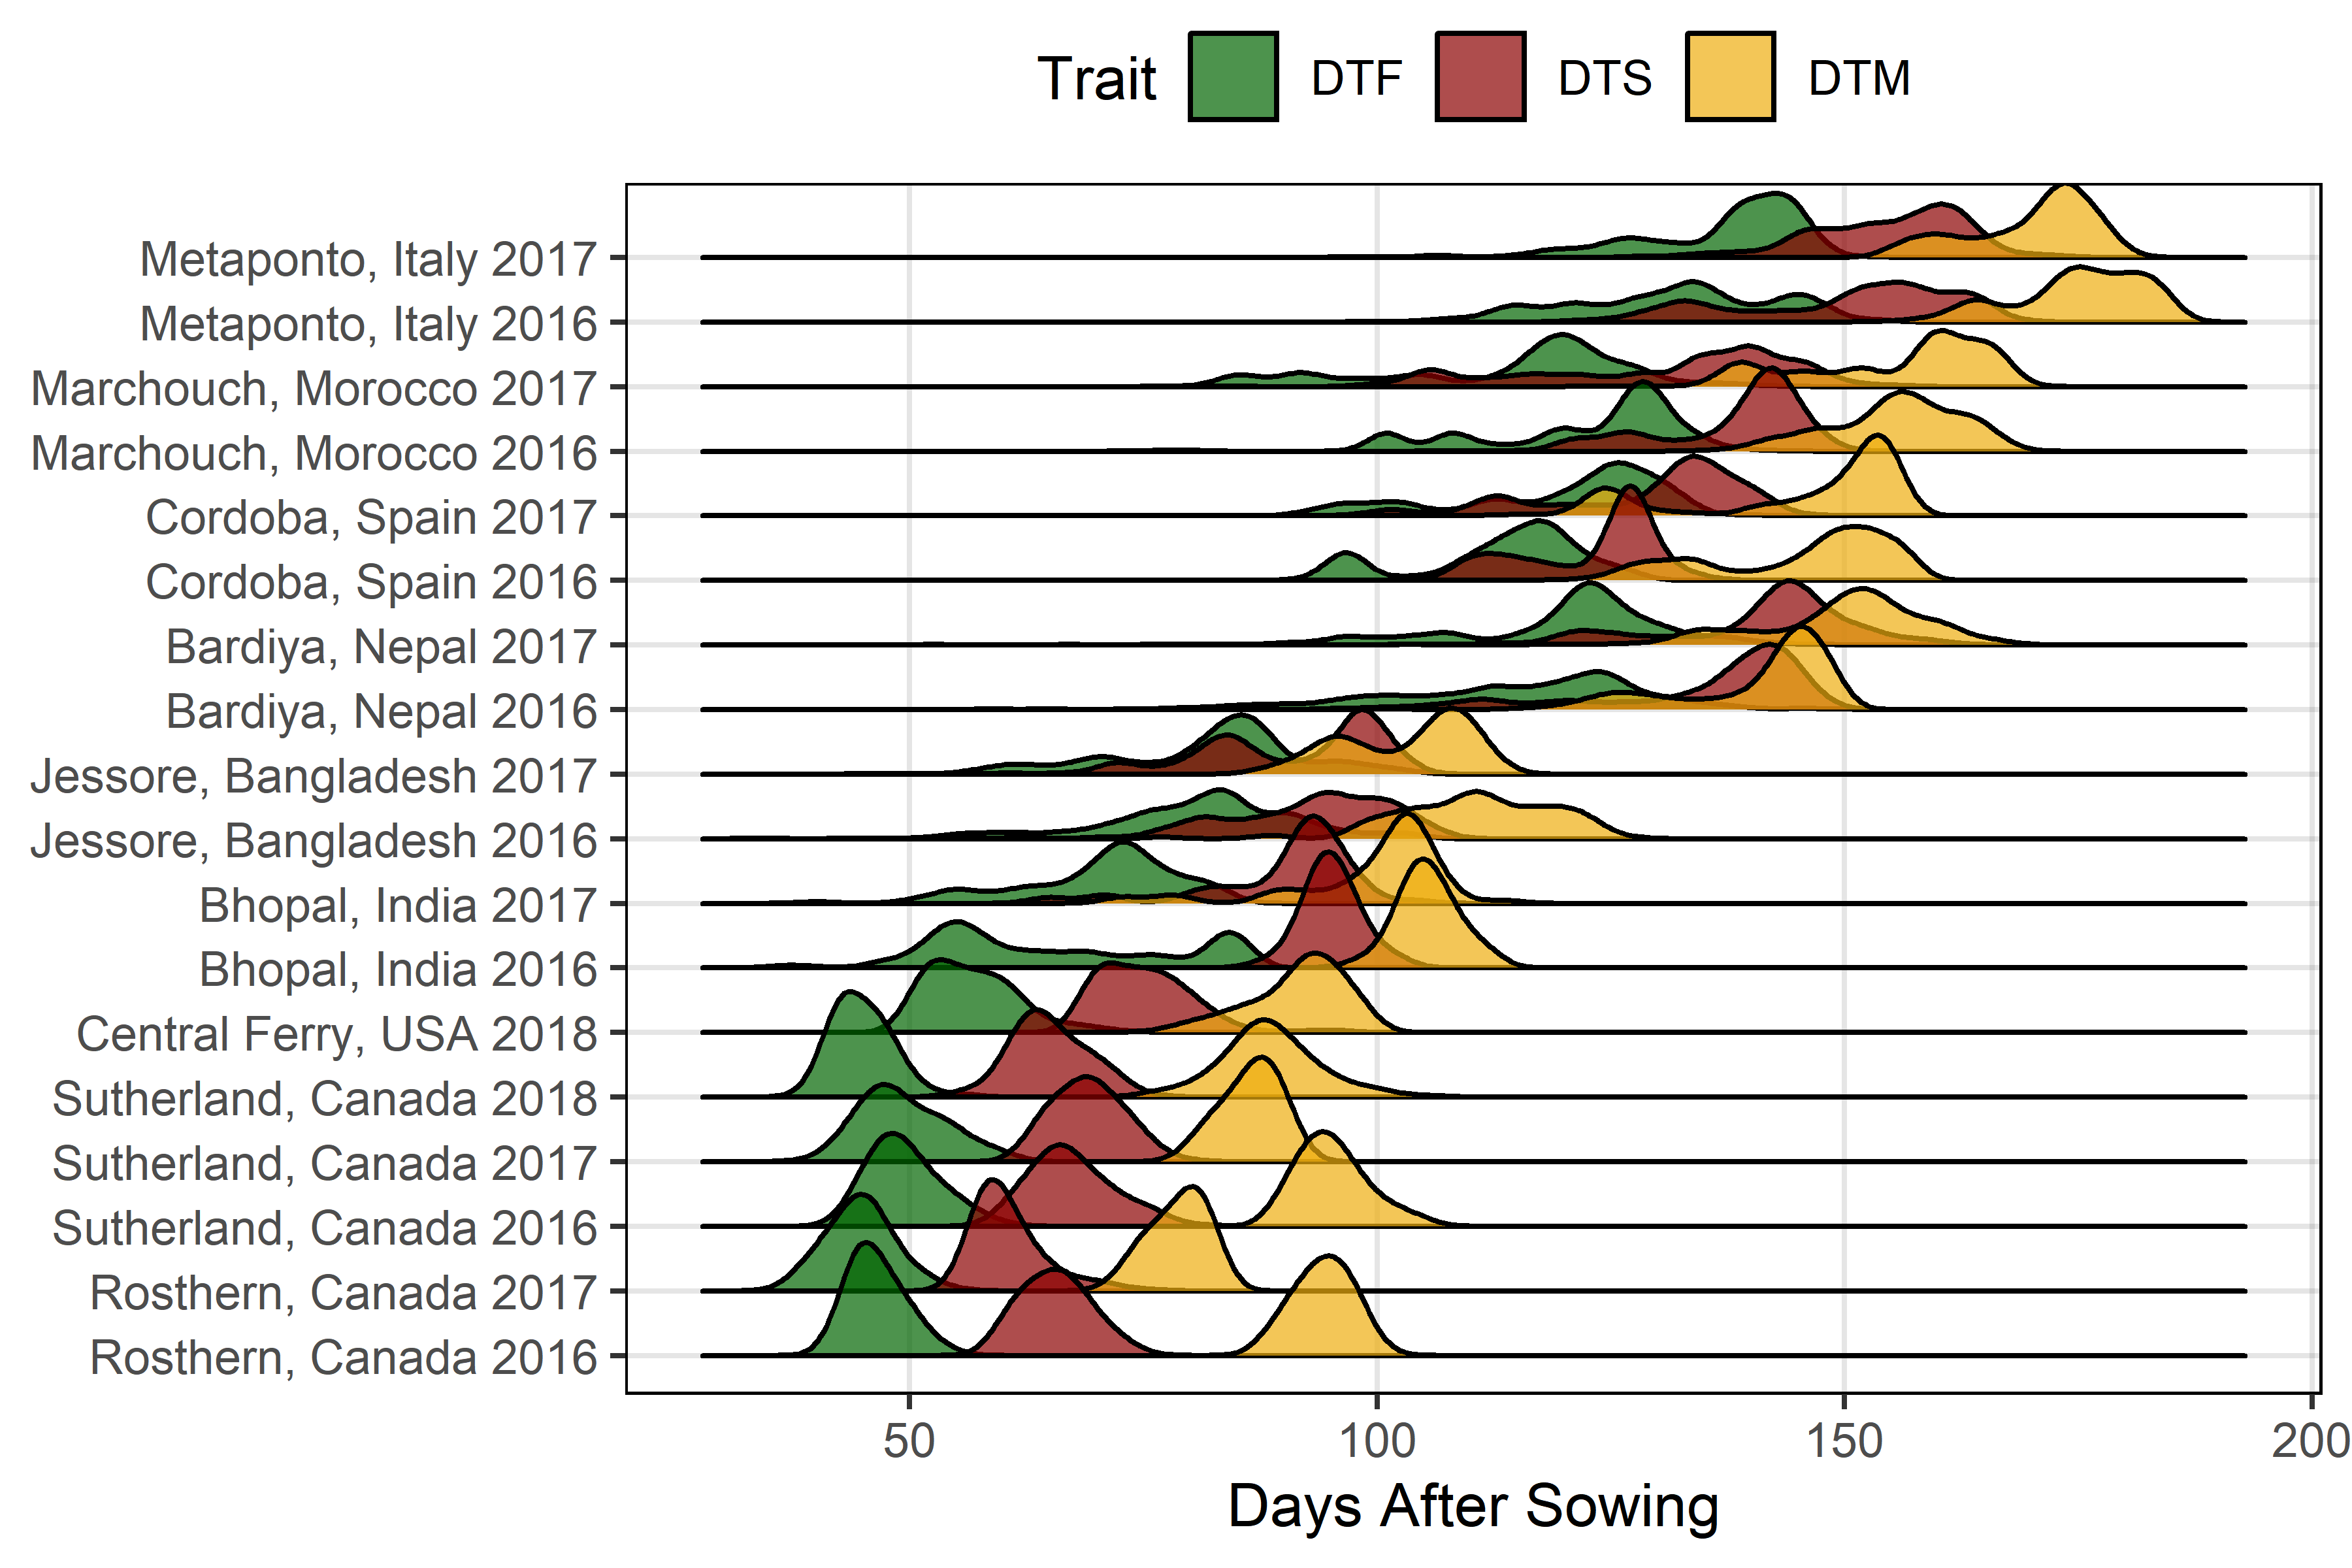 Trait DTF DTS DTM
Metaponto, Italy 2017
Metaponto, Italy 2016
Marchouch, Morocco 2017
Marchouch, Morocco 2016
Cordoba, Spain 2017
Cordoba, Spain 2016
Bardiya, Nepal 2017
Bardiya, Nepal 2016
Jessore, Bangladesh 2017
Jessore, Bangladesh 2016
Bhopal, India 2017
Bhopal, India 2016
Central Ferry, USA 2018
Sutherland, Canada 2018
Sutherland, Canada 2017
Sutherland, Canada 2016
Rosthern, Canada 2017
Rosthern, Canada 2016
50 100 150 200
Days After Sowing